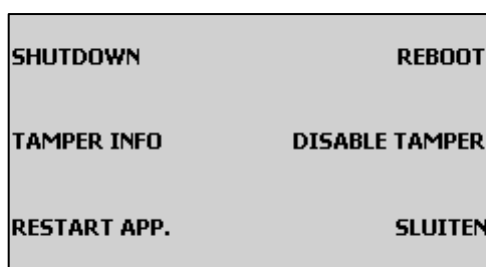 SHUTDOWN REBOOT
TAMPER INFO DISABLE TAMPER
RESTART APP. SLUITEN